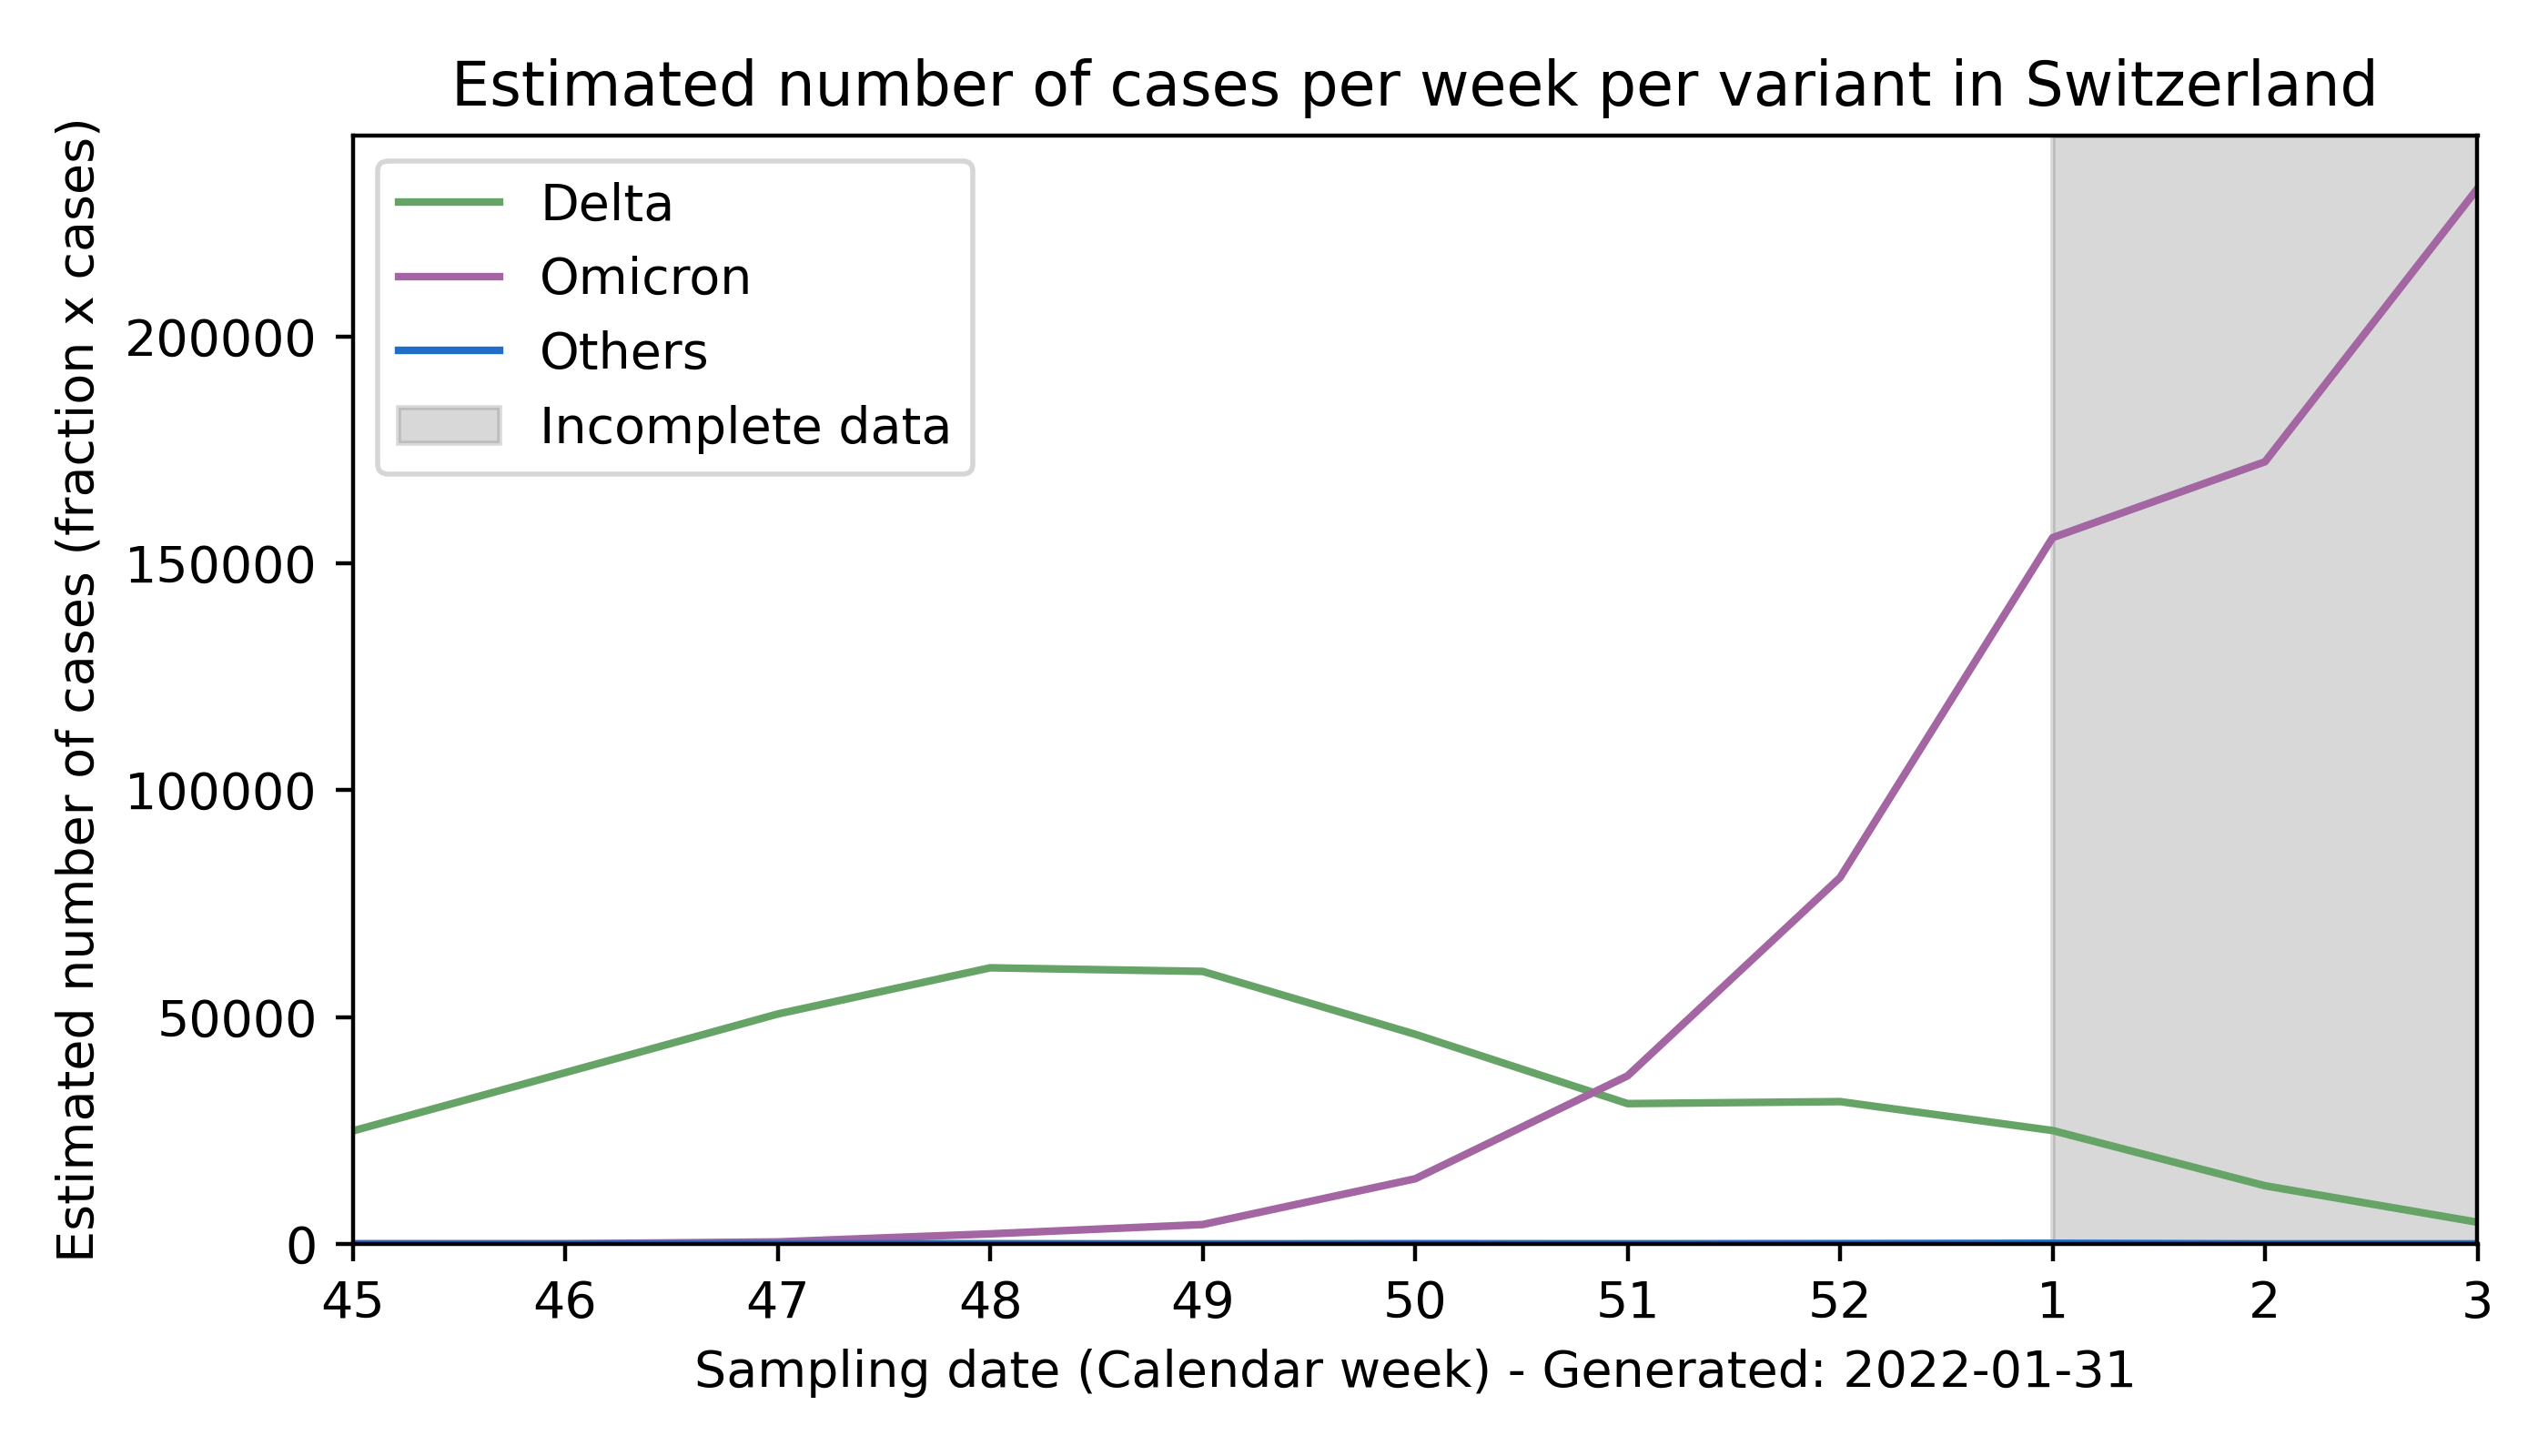 Estimated number of cases per week per variant in Switzerland
Estimated number of cases (fraction x cases)
Delta
Omicron
Others
Incomplete data
200000
150000
100000
50000
0
45 46 47 48 49 50 51 52 1 2 3
Sampling date (Calendar week) - Generated: 2022-01-31